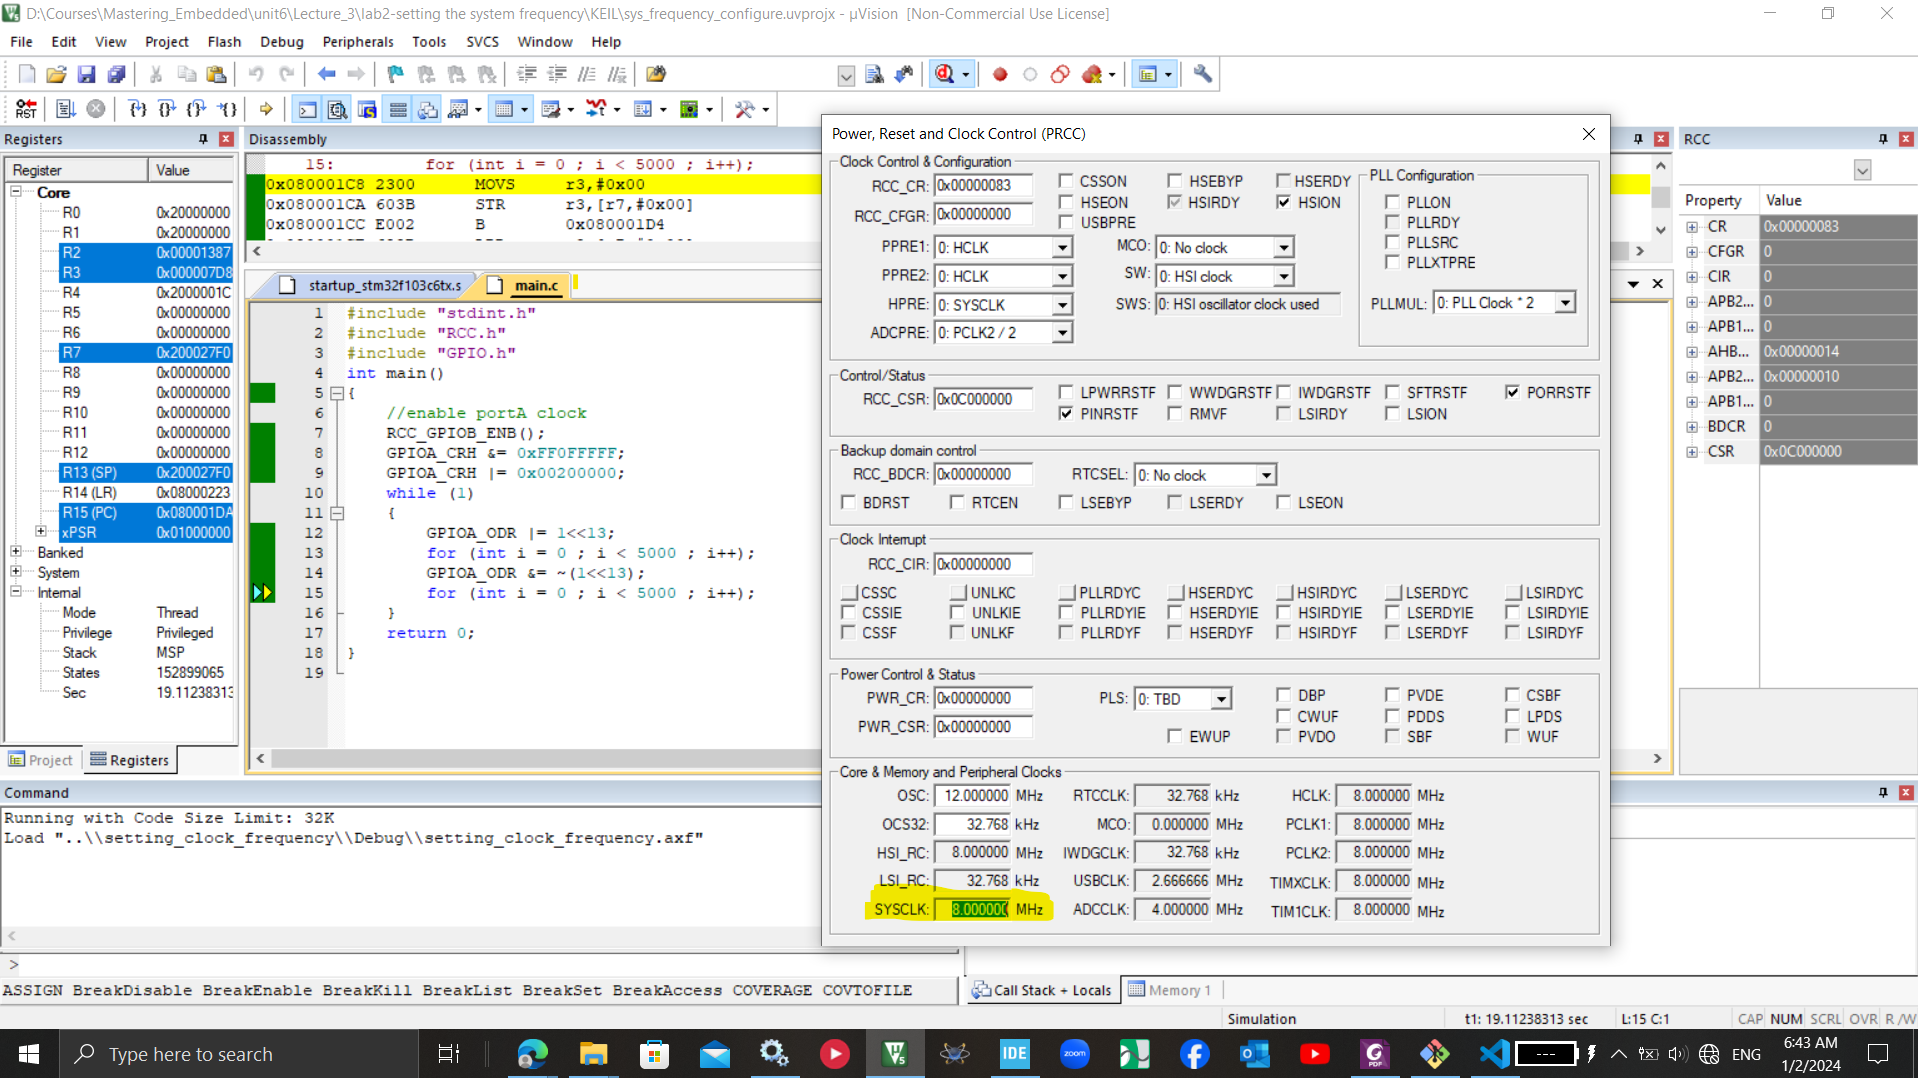 D:\Courses\Mastering_Embedded\unit6\Lecture_3\lab2-setting the system frequency\KEIL\sys_frequency_configure.uvprojx - µVision [Non-Commercial Use License]
File Edit View Project Flash Debug Peripherals Tools SVCS Window Help
RST
Registers
Register Value
Core
R0 0x20000000
R1 0x20000000
R2 0x00001387
R3 0x000007D8
R4 0x2000001C
R5 0x00000000
R6 0x00000000
R7 0x200027F0
R8 0x00000000
R9 0x00000000
R10 0x00000000
R11 0x00000000
R12 0x00000000
R13 (SP) 0x200027F0
R14 (LR) 0x08000223
R15 (PC) 0x080001DA
xPSR 0x01000000
Banked
System
Internal
Mode Thread
Privilege Privileged
Stack MSP
States 152899065
Sec 19.11238313
Project Registers
Disassembly
15: for (int i = 0 ; i < 5000 ; i++);
0x080001C8 2300 MOVS r3,#0x00
0x080001CA 603B STR r3,[r7,#0x00]
0x080001CC E002 B 0x080001D4
startup_stm32f103c6tx.s main.c
1 #include "stdint.h"
2 #include "RCC.h"
3 #include "GPIO.h"
4 int main()
5 {
6 //enable portA clock
7 RCC_GPIOB_ENB();
8 GPIOA_CRH &= 0xFF0FFFFF;
9 GPIOA_CRH |= 0x00200000;
10 while (1)
11 {
12 GPIOA_ODR |= 1<<13;
13 for (int i = 0 ; i < 5000 ; i++);
14 GPIOA_ODR &= ~(1<<13);
15 for (int i = 0 ; i < 5000 ; i++);
16 }
17 return 0;
18 }
19
Power, Reset and Clock Control (PRCC)
Clock Control & Configuration
RCC_CR: 0x00000083 CSSON HSEBYP HSERDY
RCC_CFGR: 0x00000000 HSEON HSIRDY HSION
USBPRE
PPRE1: 0: HCLK MCO: 0: No clock
PPRE2: 0: HCLK SW: 0: HSI clock
HPRE: 0: SYSCLK SWS: 0: HSI oscillator clock used
ADCPRE: 0: PCLK2 / 2
PLL Configuration
PLLON
PLLRDY
PLLSRC
PLLXTPRE
PLLMUL: 0: PLL Clock * 2
Control/Status
RCC_CSR: 0x0C000000 LPWRRSTF WWDGRSTF IWDGRSTF SFTRSTF PORRSTF
PINRSTF RMVF LSIRDY LSION
Backup domain control
RCC_BDCR: 0x00000000 RTCSEL: 0: No clock
BDRST RTCEN LSEBYP LSERDY LSEON
Clock Interrupt
RCC_CIR: 0x00000000
CSSC UNLKC PLLRDYC HSERDYC HSIRDYC LSERDYC LSIRDYC
CSSIE UNLKIE PLLRDYIE HSERDYIE HSIRDYIE LSERDYIE LSIRDYIE
CSSF UNLKF PLLRDYF HSERDYF HSIRDYF LSERDYF LSIRDYF
Power Control & Status
PWR_CR: 0x00000000 PLS: 0: TBD DBP PVDE CSBF
CWUF PDDS LPDS
PWR_CSR: 0x00000000 EWUP PVDO SBF WUF
Core & Memory and Peripheral Clocks
OSC: 12.000000 MHz RTCCLK: 32.768 kHz HCLK: 8.000000 MHz
OCS32: 32.768 kHz MCO: 0.000000 MHz PCLK1: 8.000000 MHz
HSI_RC: 8.000000 MHz IWDGCLK: 32.768 kHz PCLK2: 8.000000 MHz
LSI_RC: 32.768 kHz USBCLK: 2.666666 MHz TIMXCLK: 8.000000 MHz
SYSCLK: 8.000000 MHz ADCCLK: 4.000000 MHz TIM1CLK: 8.000000 MHz
RCC
Property Value
CR 0x00000083
CFGR 0
CIR 0
APB2... 0
APB1... 0
AHB... 0x00000014
APB2... 0x00000010
APB1... 0
BDCR 0
CSR 0x0C000000
Command
Running with Code Size Limit: 32K
Load "..\\setting_clock_frequency\\Debug\\setting_clock_frequency.axf"
>
ASSIGN BreakDisable BreakEnable BreakKill BreakList BreakSet BreakAccess COVERAGE COVTOFILE
Call Stack + Locals Memory 1
Simulation t1: 19.11238313 sec L:15 C:1 CAP NUM SCRL OVR R /W
Type here to search
IDE
zoom
PDF
ENG
6:43 AM
1/2/2024